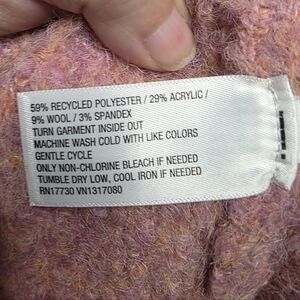 59% RECYCLED POLYESTER / 29% ACRYLIC /
9% WOOL / 3% SPANDEX
TURN GARMENT INSIDE OUT
MACHINE WASH COLD WITH LIKE COLORS
GENTLE CYCLE
ONLY NON-CHLORINE BLEACH IF NEEDED
TUMBLE DRY LOW, COOL IRON IF NEEDED
RN17730 VN1317080